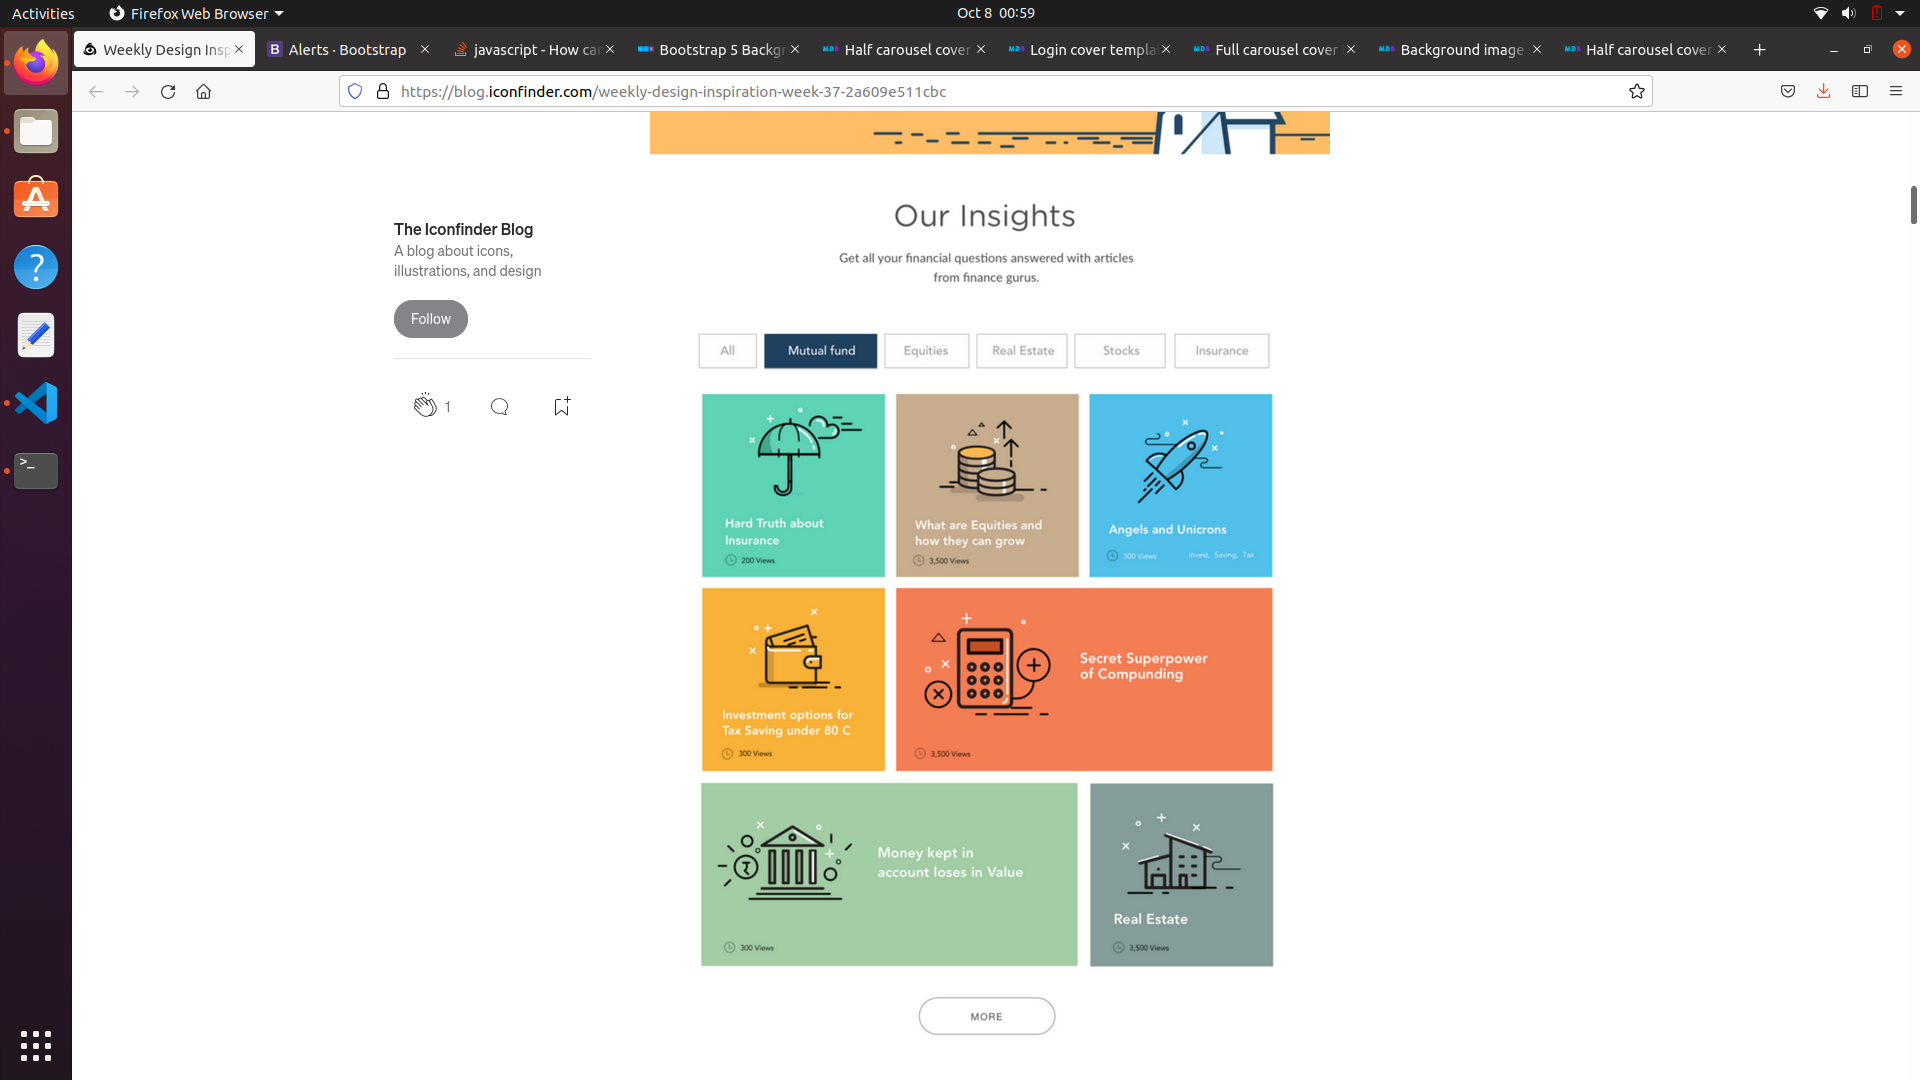 Activities
Firefox Web Browser
Oct 8 00:59
Weekly Design Insp
Alerts · Bootstrap
javascript - How can
Bootstrap 5 Backgr
Half carousel cover
Login cover templa
Full carousel cover
Background image
Half carousel cover
https://blog.iconfinder.com/weekly-design-inspiration-week-37-2a609e511cbc
The Iconfinder Blog
A blog about icons,
illustrations, and design
Follow
1
Our Insights
Get all your financial questions answered with articles
from finance gurus.
All
Mutual fund
Equities
Real Estate
Stocks
Insurance
Hard Truth about
Insurance
200 Views
What are Equities and
how they can grow
3,500 Views
Angels and Unicrons
300 Views
Invest, Saving, Tax
Investment options for
Tax Saving under 80 C
300 Views
Secret Superpower
of Compunding
3,500 Views
Money kept in
account loses in Value
300 Views
Real Estate
3,500 Views
MORE